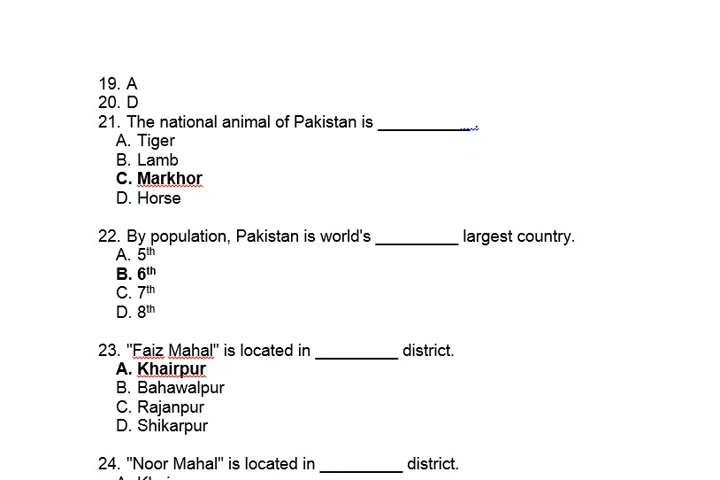 19. A
20. D
21. The national animal of Pakistan is __________.
A. Tiger
B. Lamb
C. Markhor
D. Horse
22. By population, Pakistan is world's _________ largest country.
A. 5th
B. 6th
C. 7th
D. 8th
23. "Faiz Mahal" is located in _________ district.
A. Khairpur
B. Bahawalpur
C. Rajanpur
D. Shikarpur
24. "Noor Mahal" is located in _________ district.